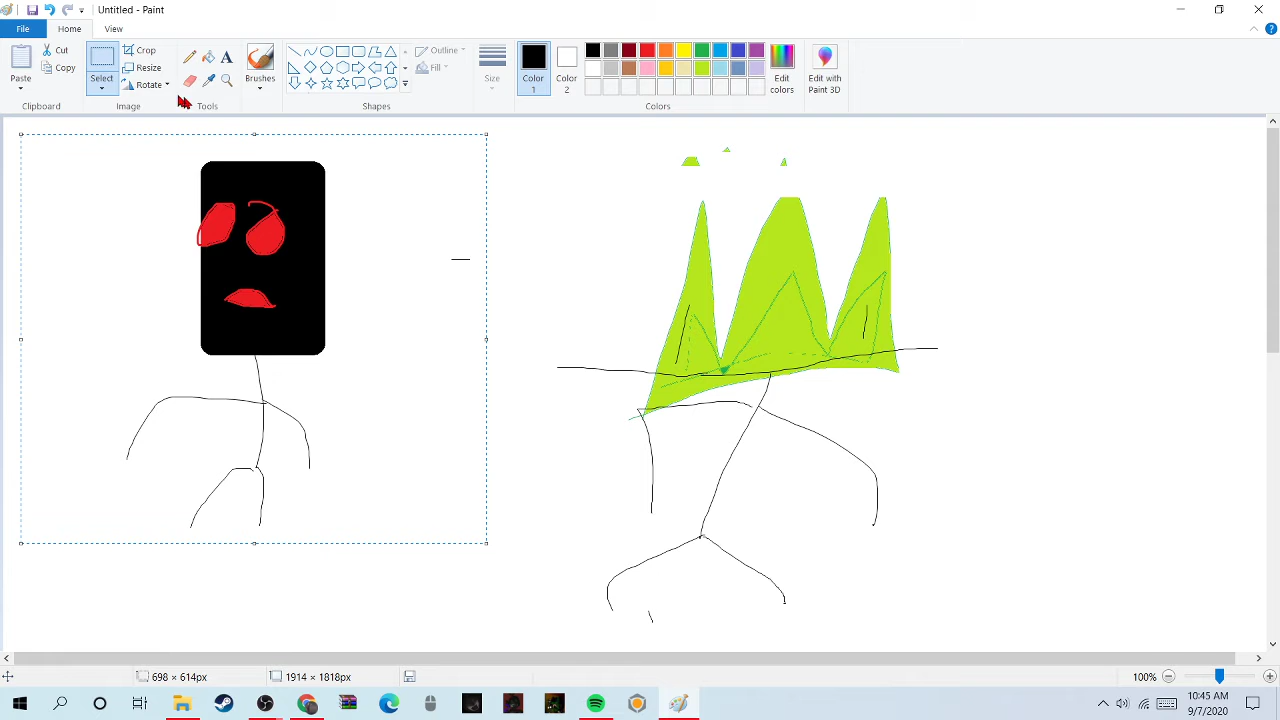 Untitled - Paint
File
Home
View
Paste
Cut
Copy
Clipboard
Select
Crop
Resize
Rotate
Image
A
Tools
Brushes
Outline
Fill
Shapes
Size
Color
1
Color
2
Edit
colors
Colors
Edit with
Paint 3D
698 × 614px
1914 × 1818px
100%
10:45 AM
9/7/2020